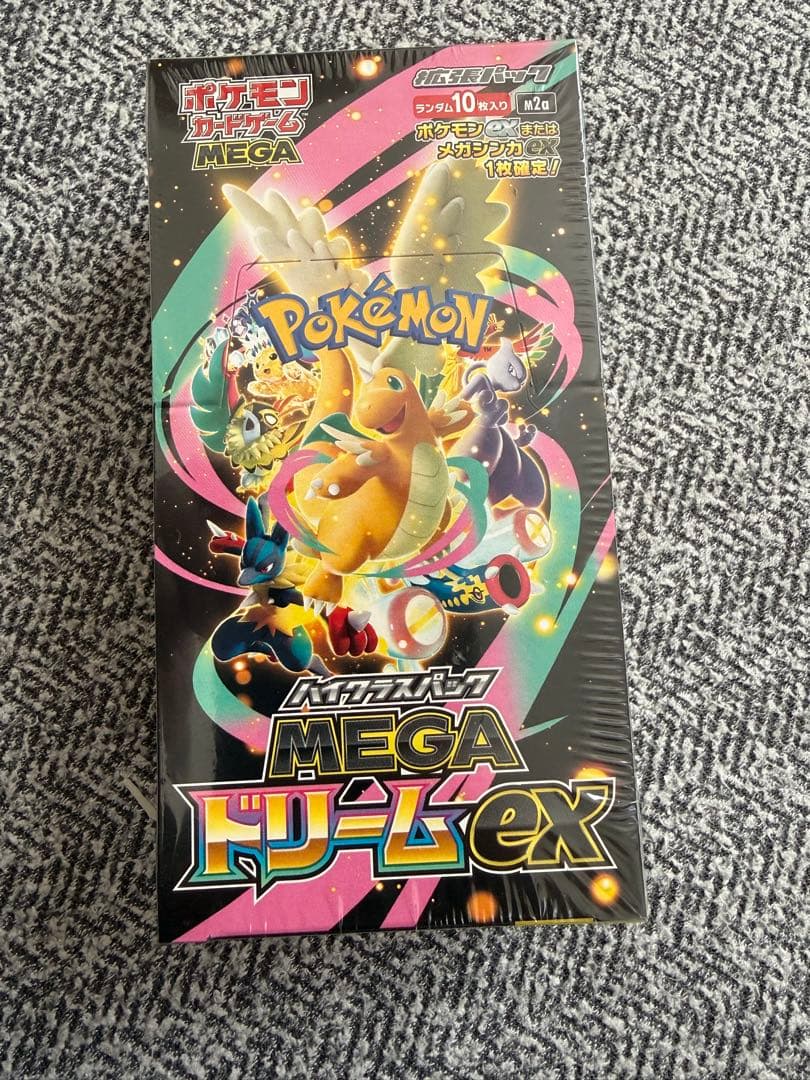 ポケモン
カードゲーム
MEGA
拡張パック
ランダム10枚入り M2a
ポケモンexまたは
メガシンカex
1枚確定!
POKéMON
TM
ハイクラスパック
MEGA
ドリームex